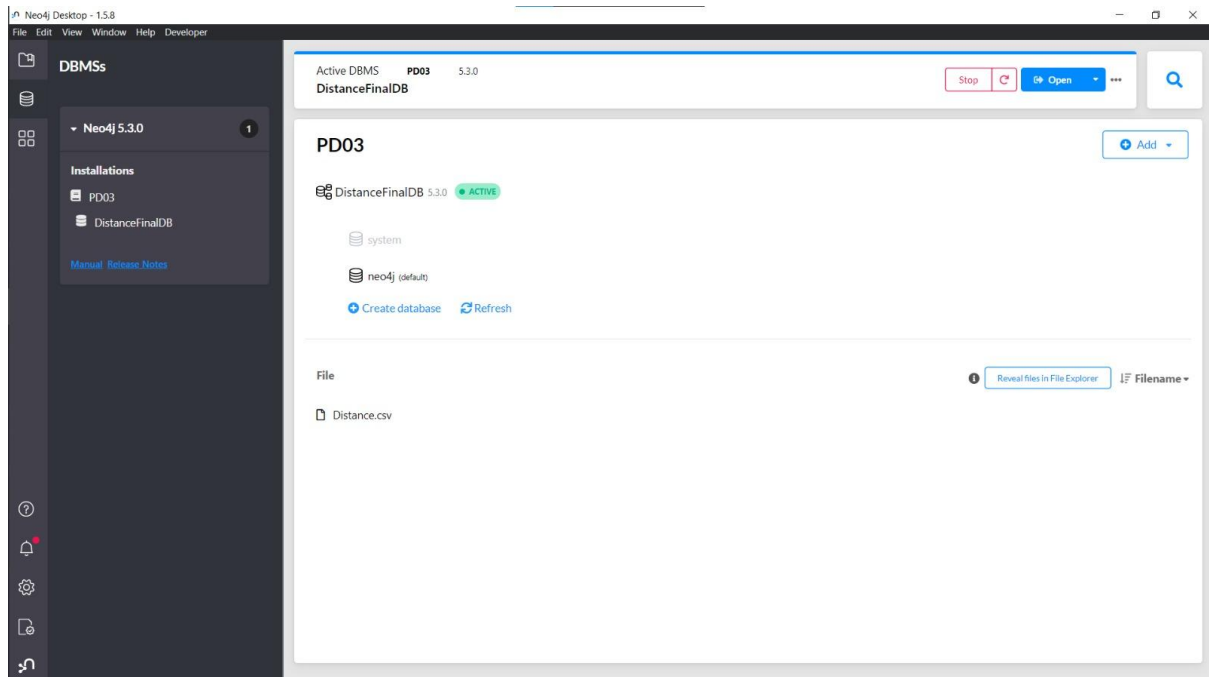 Neo4j Desktop - 1.5.8
File Edit View Window Help Developer
DBMSs
Neo4j 5.3.0 1
Installations
PD03
DistanceFinalDB
Manual Release Notes
Active DBMS PD03 5.3.0
DistanceFinalDB
Stop Open
PD03
Add
DistanceFinalDB 5.3.0 ACTIVE
system
neo4j (default)
Create database Refresh
File Reveal files in File Explorer Filename
Distance.csv